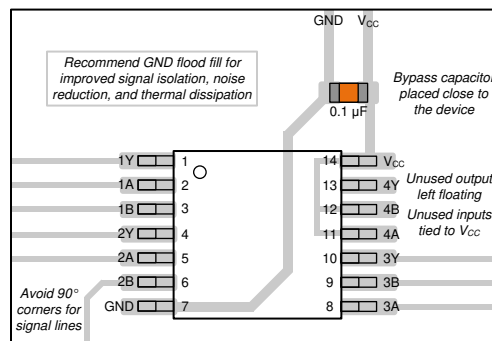 GND VCC
Recommend GND flood fill for
improved signal isolation, noise
reduction, and thermal dissipation
Bypass capacitor
placed close to
the device
0.1 µF
1Y 1 14 VCC
1A 2 13 4Y
1B 3 12 4B
2Y 4 11 4A
2A 5 10 3Y
2B 6 9 3B
GND 7 8 3A
Unused output
left floating
Unused inputs
tied to VCC
Avoid 90°
corners for
signal lines